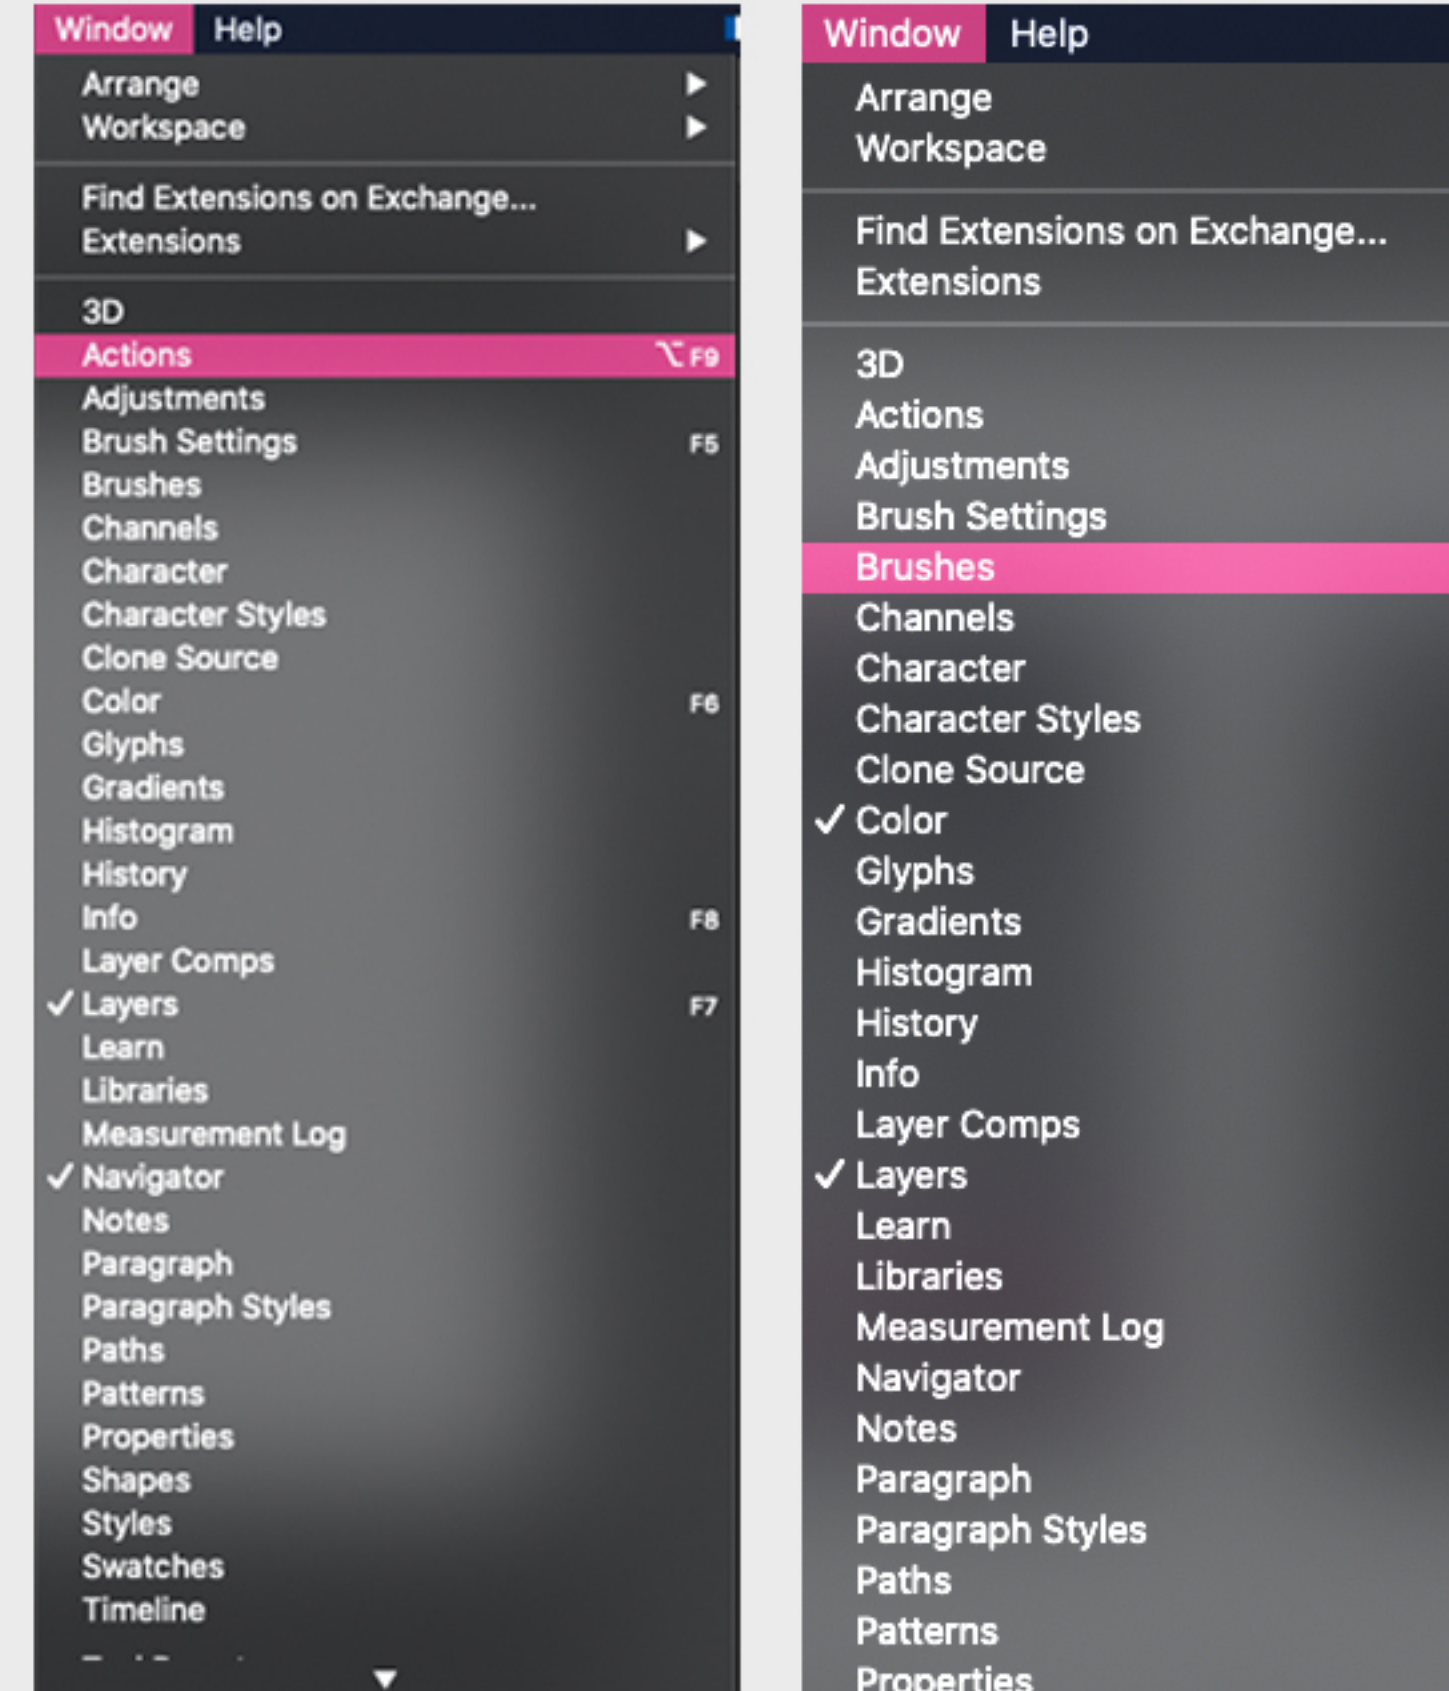 Window Help
Arrange
Workspace
Find Extensions on Exchange...
Extensions
3D
Actions ⌥ F9
Adjustments
Brush Settings F5
Brushes
Channels
Character
Character Styles
Clone Source
Color F6
Glyphs
Gradients
Histogram
History
Info F8
Layer Comps
✓ Layers F7
Learn
Libraries
Measurement Log
✓ Navigator
Notes
Paragraph
Paragraph Styles
Paths
Patterns
Properties
Shapes
Styles
Swatches
Timeline
Window Help
Arrange
Workspace
Find Extensions on Exchange...
Extensions
3D
Actions
Adjustments
Brush Settings
Brushes
Channels
Character
Character Styles
Clone Source
✓ Color
Glyphs
Gradients
Histogram
History
Info
Layer Comps
✓ Layers
Learn
Libraries
Measurement Log
Navigator
Notes
Paragraph
Paragraph Styles
Paths
Patterns
Properties